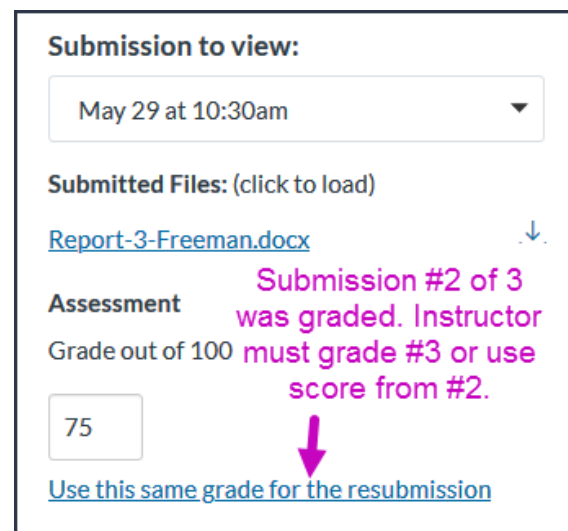 Submission to view:
May 29 at 10:30am
Submitted Files: (click to load)
Report-3-Freeman.docx
Submission #2 of 3
was graded. Instructor
must grade #3 or use
score from #2.
Assessment
Grade out of 100
75
Use this same grade for the resubmission